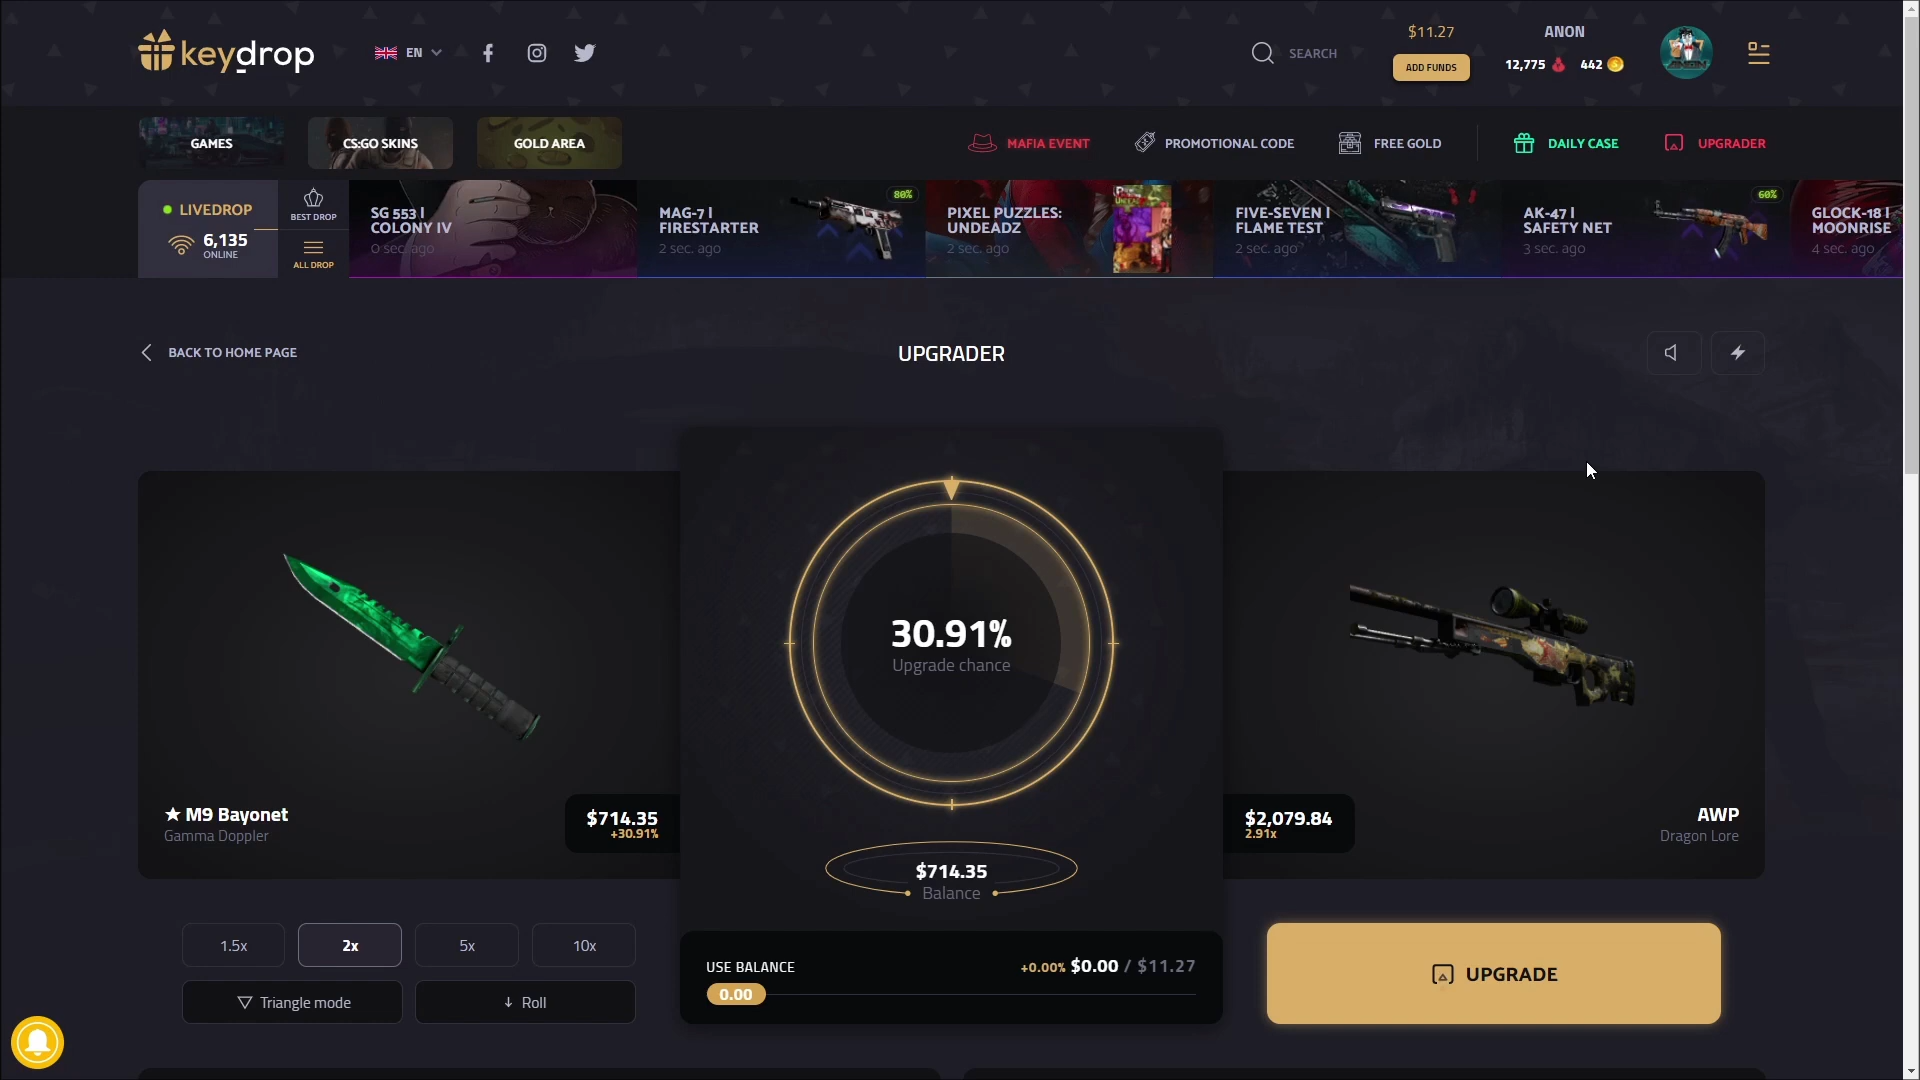 keydrop
EN
SEARCH
$11.27
ADD FUNDS
ANON
12,775
442
GAMES
CS:GO SKINS
GOLD AREA
MAFIA EVENT
PROMOTIONAL CODE
FREE GOLD
DAILY CASE
UPGRADER
LIVEDROP
6,135
ONLINE
BEST DROP
ALL DROP
SG 553 |
COLONY IV
0 sec. ago
MAG-7 |
FIRESTARTER
2 sec. ago
80%
PIXEL PUZZLES:
UNDEADZ
2 sec. ago
FIVE-SEVEN |
FLAME TEST
2 sec. ago
AK-47 |
SAFETY NET
3 sec. ago
60%
GLOCK-18 |
MOONRISE
4 sec. ago
BACK TO HOME PAGE
UPGRADER
30.91%
Upgrade chance
★ M9 Bayonet
Gamma Doppler
$714.35
+30.91%
$2,079.84
2.91x
AWP
Dragon Lore
$714.35
Balance
1.5x
2x
5x
10x
Triangle mode
Roll
USE BALANCE
+0.00% $0.00 / $11.27
0.00
UPGRADE